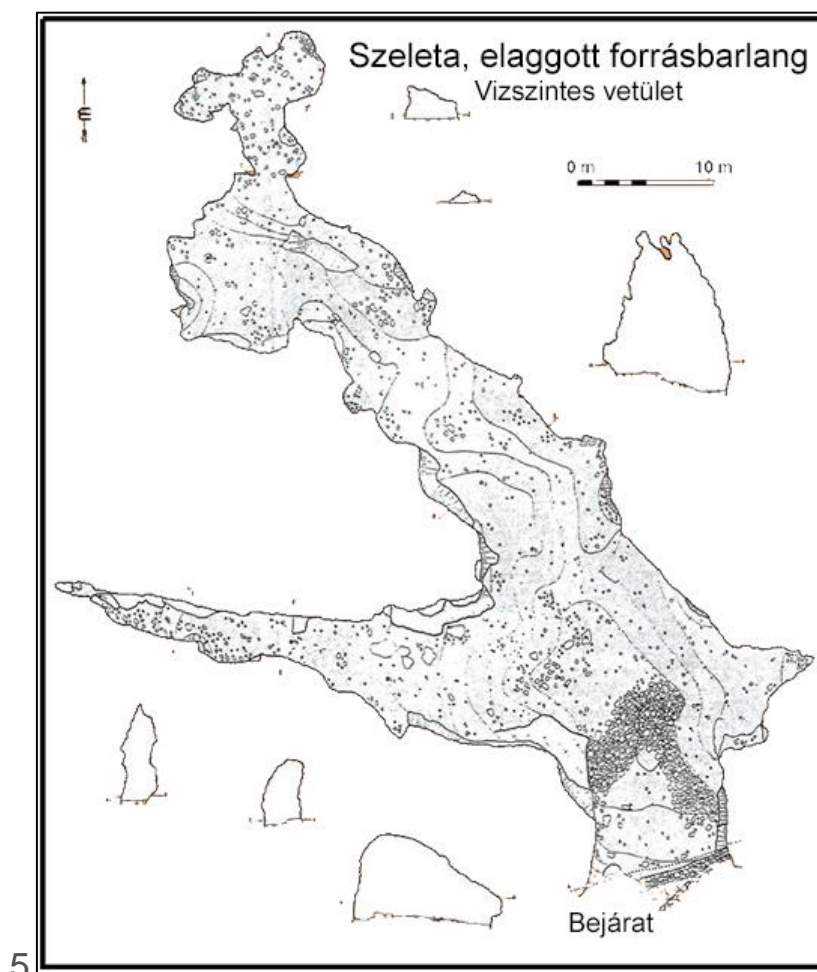 Szeleta, elaggott forrásbarlang
Vizszintes vetület
0 m 10 m
Bejárat
5